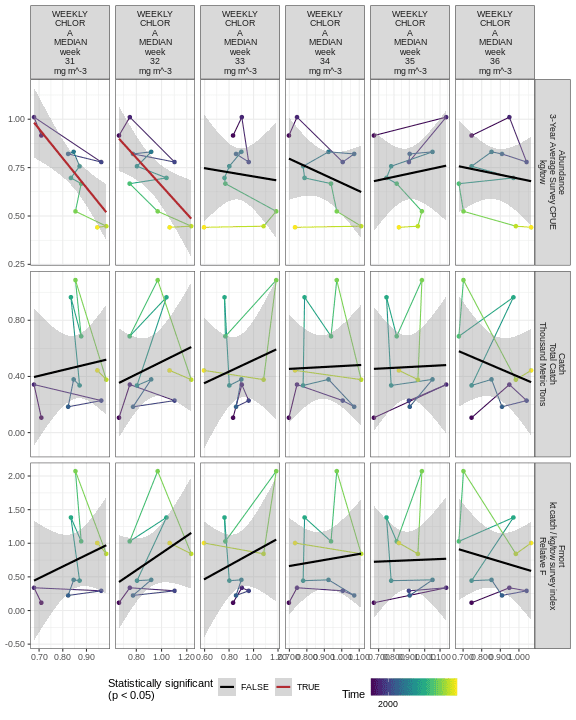 WEEKLY
CHLOR
A
MEDIAN
week
31
mg m^-3
WEEKLY
CHLOR
A
MEDIAN
week
32
mg m^-3
WEEKLY
CHLOR
A
MEDIAN
week
33
mg m^-3
WEEKLY
CHLOR
A
MEDIAN
week
34
mg m^-3
WEEKLY
CHLOR
A
MEDIAN
week
35
mg m^-3
WEEKLY
CHLOR
A
MEDIAN
week
36
mg m^-3
1.00
0.75
0.50
0.25
Abundance
3-Year Average Survey CPUE
kg/tow
0.80
0.40
0.00
Catch
Total Catch
Thousand Metric Tons
2.00
1.50
1.00
0.50
0.00
-0.50
Fmort
kt catch / kg/tow survey index
Relative F
0.70 0.80 0.90
0.80 1.00 1.20
0.60 0.80 1.00
0.800 0.900 1.000 1.100
0.800 0.900 1.000 1.100
0.700 0.800 0.900 1.000
Statistically significant
(p < 0.05)
FALSE
TRUE
Time
2000